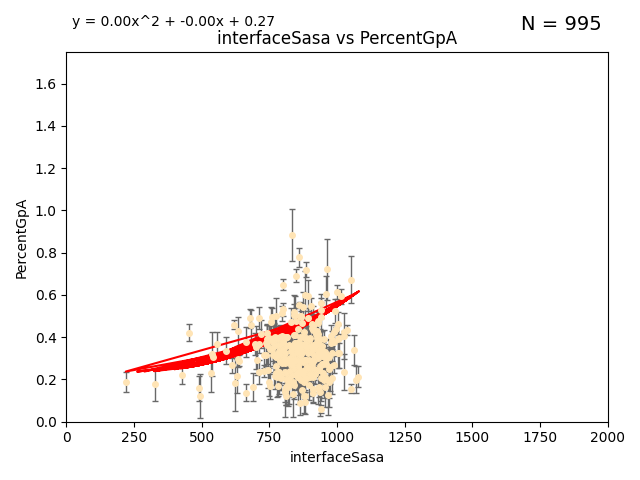 y = 0.00x^2 + -0.00x + 0.27
N = 995
interfaceSasa vs PercentGpA
1.6
1.4
1.2
1.0
0.8
0.6
0.4
0.2
0.0
PercentGpA
0 250 500 750 1000 1250 1500 1750 2000
interfaceSasa